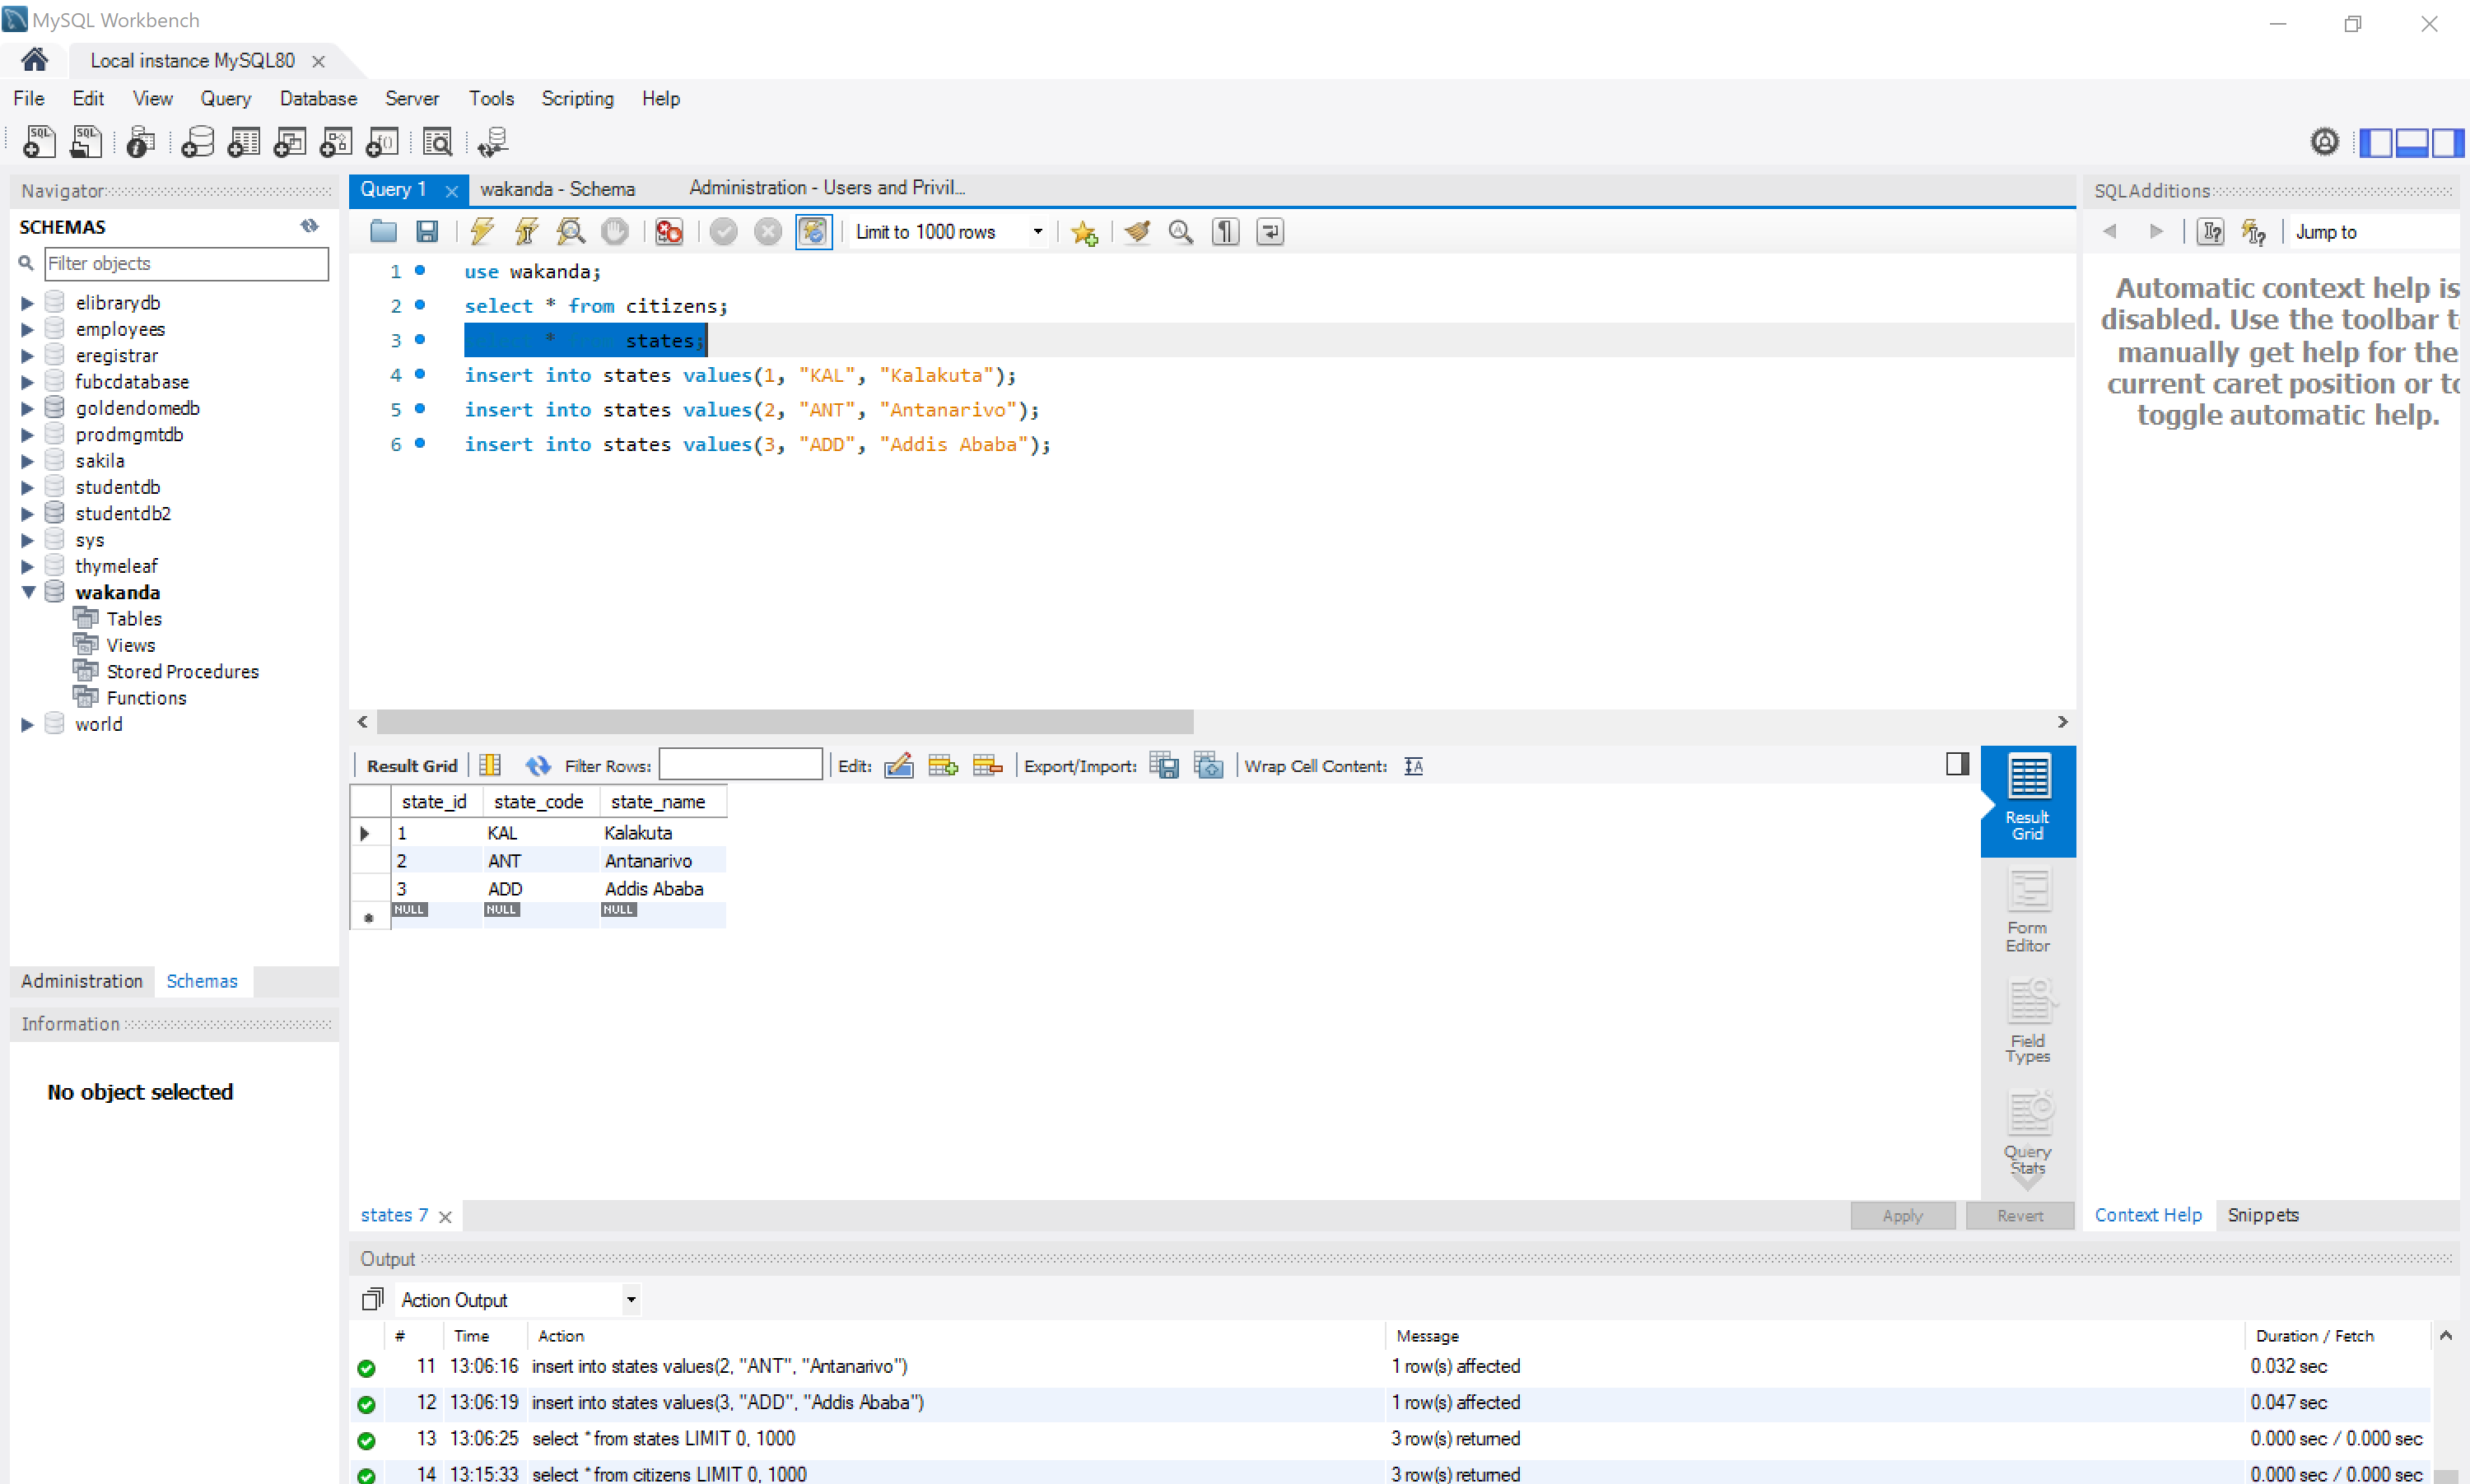 MySQL Workbench
Local instance MySQL80
File Edit View Query Database Server Tools Scripting Help
Navigator
SCHEMAS
Filter objects
elibrarydb
employees
eregistrar
fubcdatabase
goldendomedb
prodmgmtdb
sakila
studentdb
studentdb2
sys
thymeleaf
wakanda
Tables
Views
Stored Procedures
Functions
world
Administration Schemas
Information
No object selected
Query 1 wakanda - Schema Administration - Users and Privil...
Limit to 1000 rows
1 use wakanda;
2 select * from citizens;
3 select * from states;
4 insert into states values(1, "KAL", "Kalakuta");
5 insert into states values(2, "ANT", "Antanarivo");
6 insert into states values(3, "ADD", "Addis Ababa");
Result Grid Filter Rows: Edit: Export/Import: Wrap Cell Content:
state_id state_code state_name
1 KAL Kalakuta
2 ANT Antanarivo
3 ADD Addis Ababa
NULL NULL NULL
Result
Grid
Form
Editor
Field
Types
Query
Stats
states 7
Apply Revert
SQLAdditions
Jump to
Automatic context help is
disabled. Use the toolbar t
manually get help for the
current caret position or to
toggle automatic help.
Context Help Snippets
Output
Action Output
# Time Action Message Duration / Fetch
11 13:06:16 insert into states values(2, "ANT", "Antanarivo") 1 row(s) affected 0.032 sec
12 13:06:19 insert into states values(3, "ADD", "Addis Ababa") 1 row(s) affected 0.047 sec
13 13:06:25 select * from states LIMIT 0, 1000 3 row(s) returned 0.000 sec / 0.000 sec
14 13:15:33 select * from citizens LIMIT 0, 1000 3 row(s) returned 0.000 sec / 0.000 sec